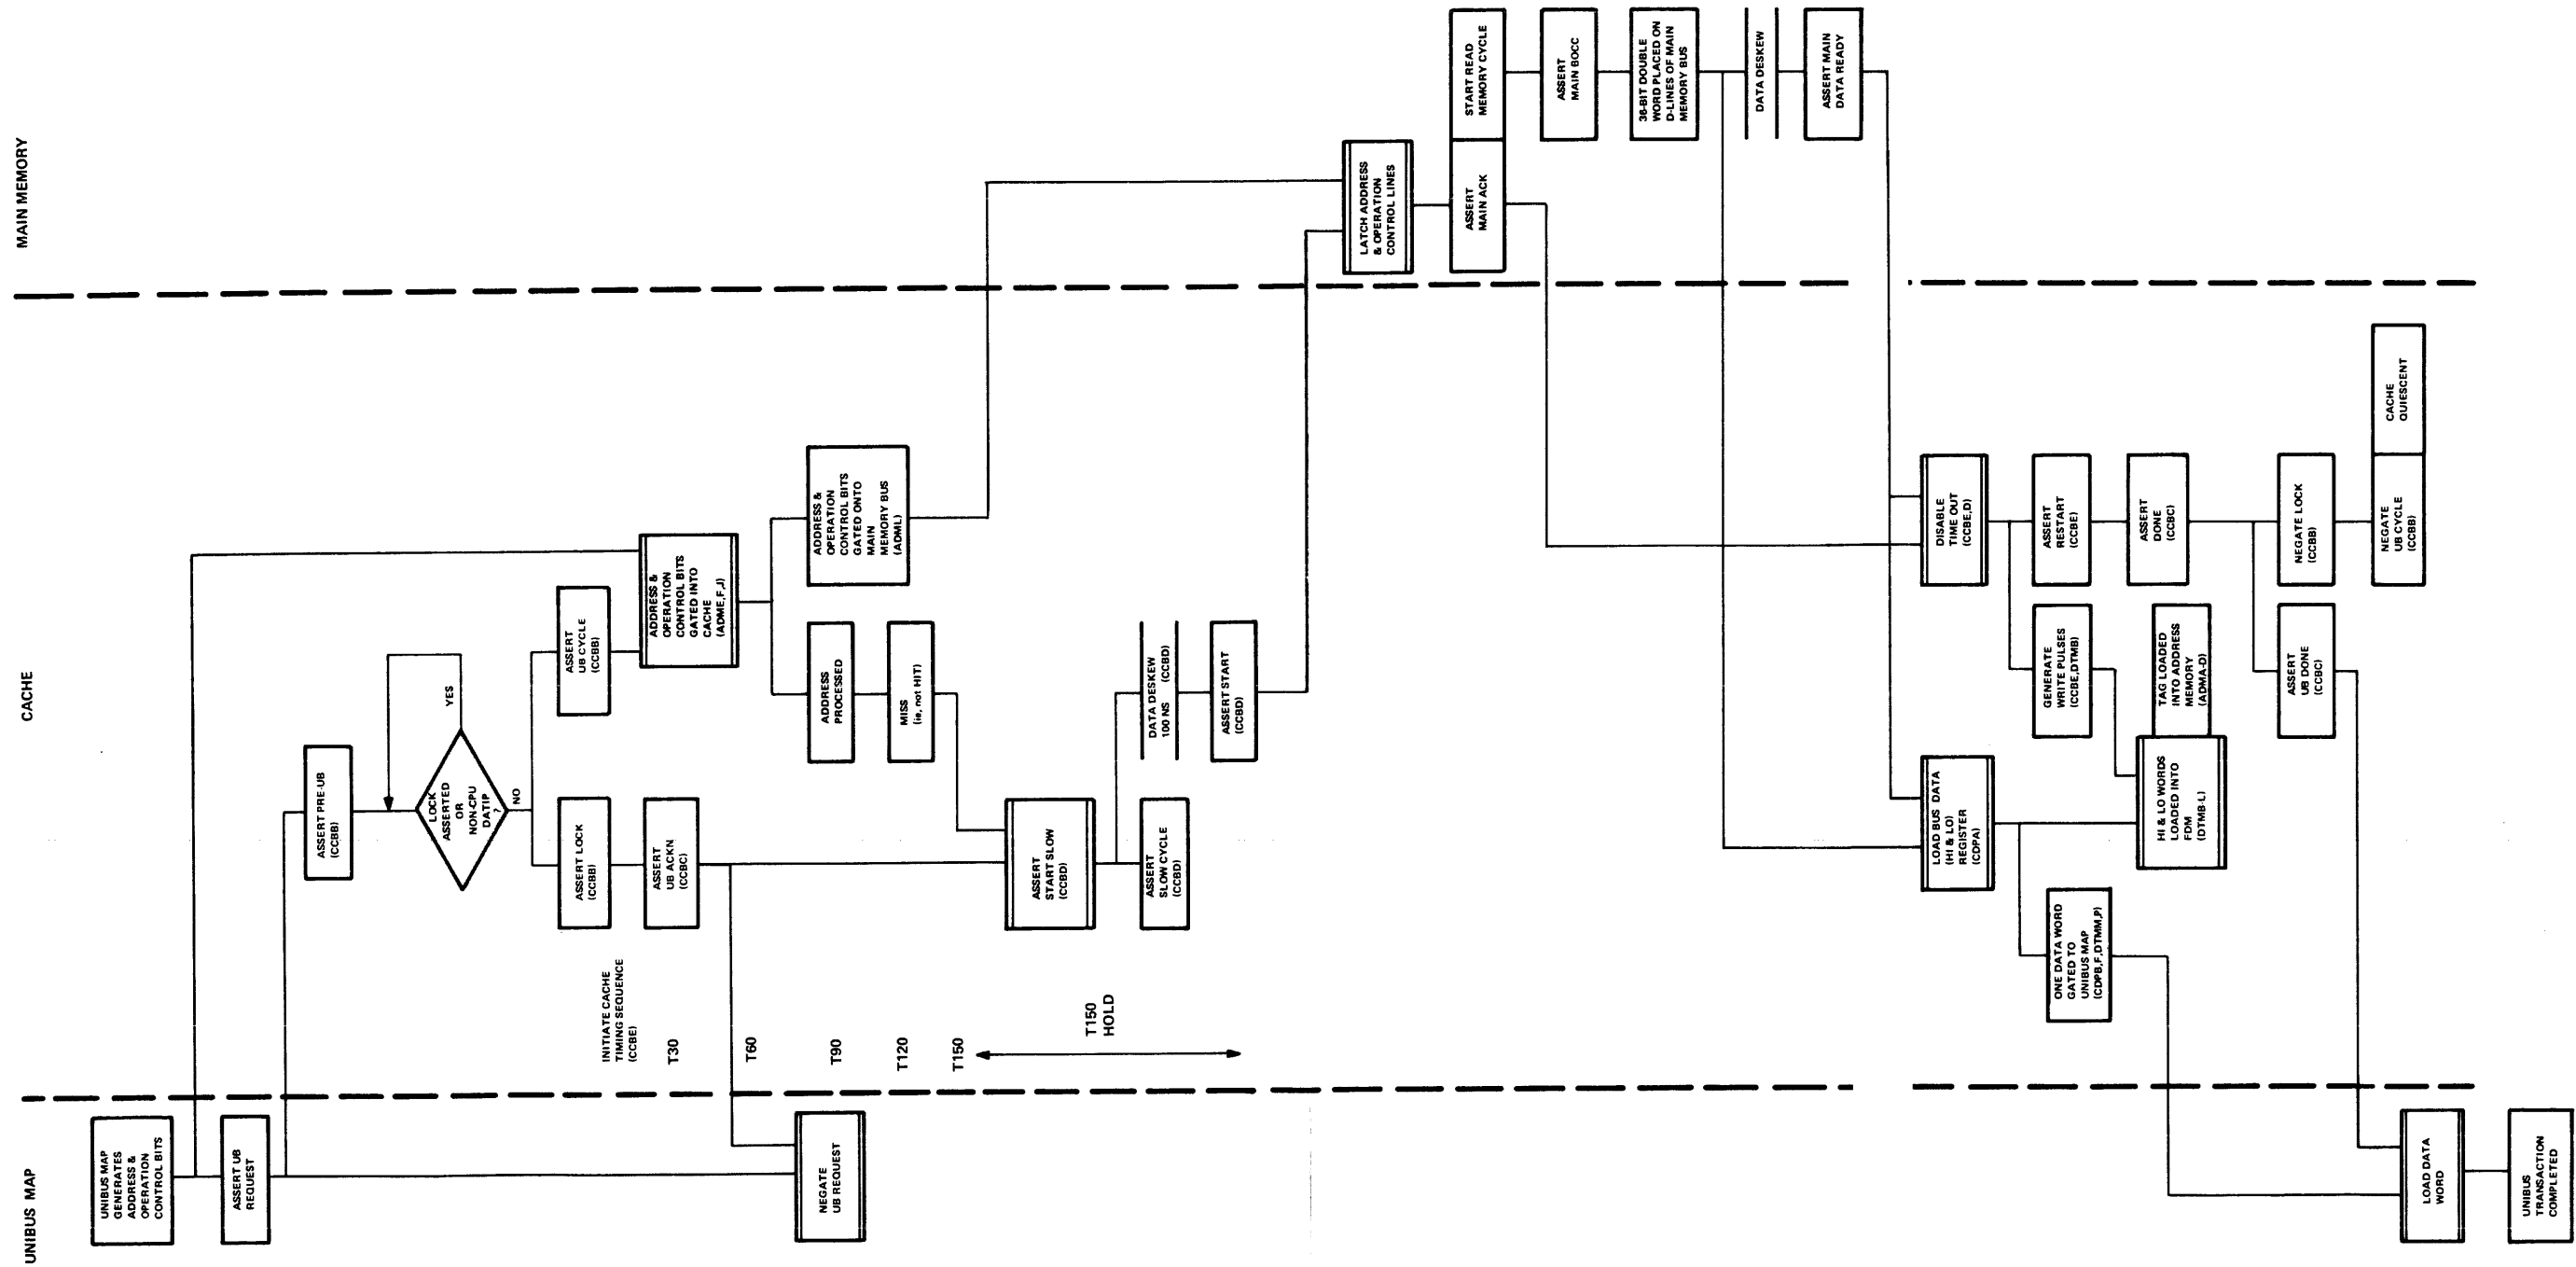 UNIBUS MAP
CACHE
MAIN MEMORY
UNIBUS MAP
GENERATES
ADDRESS &
OPERATION
CONTROL BITS
ASSERT UB
REQUEST
ASSERT PRE-UB
(CCBB)
LOCK
ASSERTED
OR
NON-CPU
DATIP
?
YES
NO
ASSERT LOCK
(CCBB)
ASSERT
UB CYCLE
(CCBB)
INITIATE CACHE
TIMING SEQUENCE
(CCBE)
T30
ASSERT
UB ACKN
(CCBC)
ADDRESS &
OPERATION
CONTROL BITS
GATED INTO
CACHE
(ADME,F,J)
T60
NEGATE
UB REQUEST
T90
ADDRESS
PROCESSED
ADDRESS &
OPERATION
CONTROL BITS
GATED ONTO
MAIN
MEMORY BUS
(ADML)
T120
MISS
(ie, not HIT)
T150
T150
HOLD
ASSERT
START SLOW
(CCBD)
ASSERT
SLOW CYCLE
(CCBD)
DATA DESKEW
100 NS (CCBD)
ASSERT START
(CCBD)
LATCH ADDRESS
& OPERATION
CONTROL LINES
ASSERT
MAIN ACK
START READ
MEMORY CYCLE
ASSERT
MAIN BOCC
36-BIT DOUBLE
WORD PLACED ON
D-LINES OF MAIN
MEMORY BUS
DATA DESKEW
ASSERT MAIN
DATA READY
LOAD BUS DATA
(HI & LO)
REGISTER
(CDPA)
DISABLE
TIME OUT
(CCBE,D)
ONE DATA WORD
GATED TO
UNIBUS MAP
(CDPB,F,DTMM,P)
GENERATE
WRITE PULSES
(CCBE,DTMB)
ASSERT
RESTART
(CCBE)
HI & LO WORDS
LOADED INTO
FDM
(DTMB-L)
TAG LOADED
INTO ADDRESS
MEMORY
(ADMA-D)
ASSERT
DONE
(CCBC)
ASSERT
UB DONE
(CCBC)
NEGATE LOCK
(CCBB)
NEGATE
UB CYCLE
(CCBB)
CACHE
QUIESCENT
LOAD DATA
WORD
UNIBUS
TRANSACTION
COMPLETED